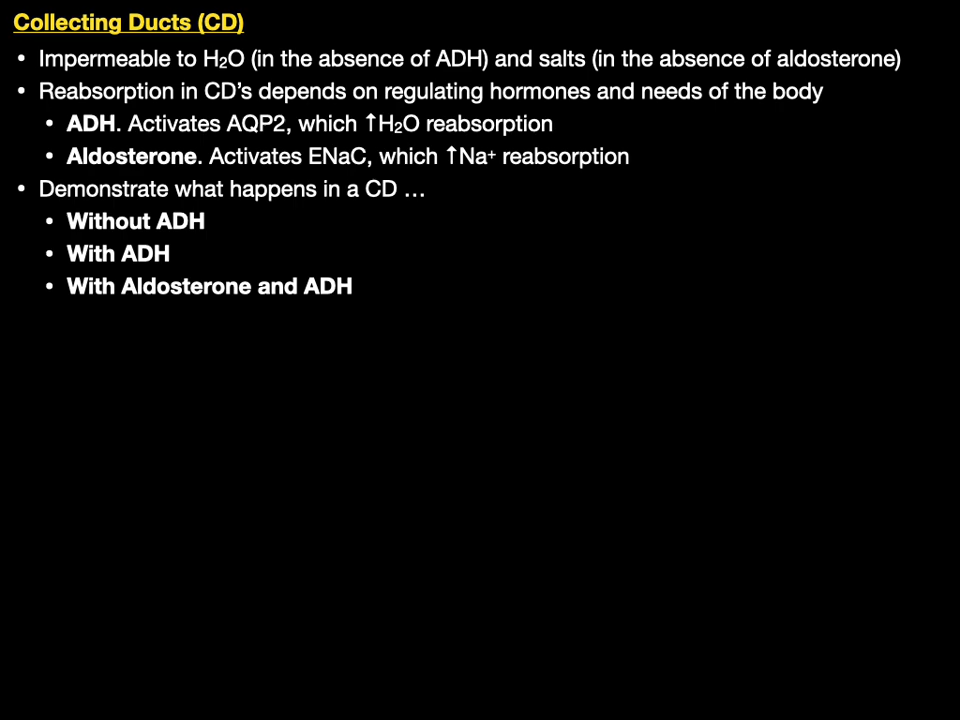 Collecting Ducts (CD)
• Impermeable to H₂O (in the absence of ADH) and salts (in the absence of aldosterone)
• Reabsorption in CD’s depends on regulating hormones and needs of the body
• ADH. Activates AQP2, which ↑H₂O reabsorption
• Aldosterone. Activates ENaC, which ↑Na⁺ reabsorption
• Demonstrate what happens in a CD …
• Without ADH
• With ADH
• With Aldosterone and ADH